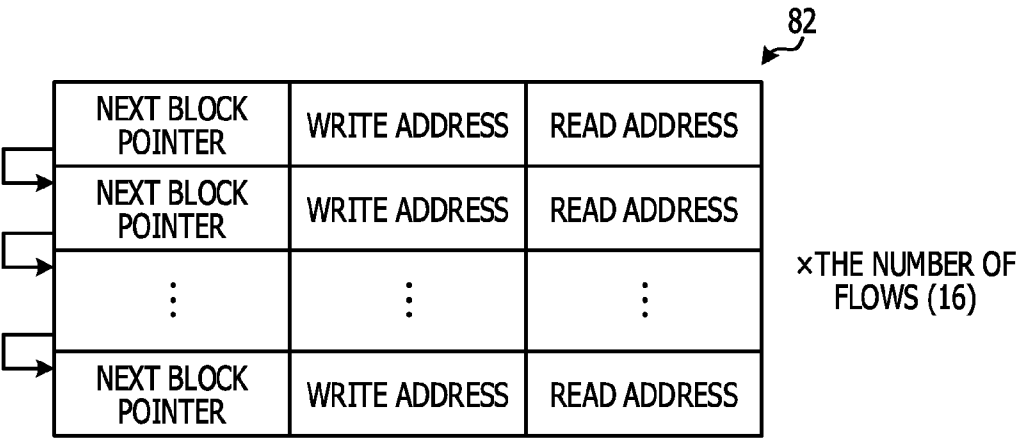 82
NEXT BLOCK POINTER WRITE ADDRESS READ ADDRESS
NEXT BLOCK POINTER WRITE ADDRESS READ ADDRESS
⋮ ⋮ ⋮
×THE NUMBER OF
FLOWS (16)
NEXT BLOCK POINTER WRITE ADDRESS READ ADDRESS